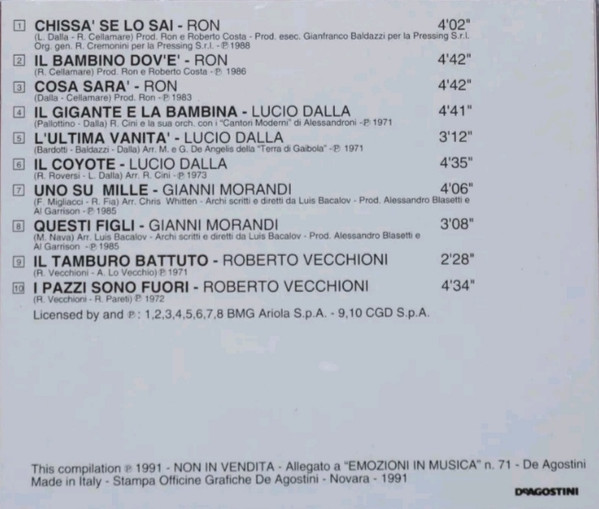 1 CHISSA' SE LO SAI - RON 4'02"
(L. Dalla - R. Cellamare) Prod. Ron e Roberto Costa - Prod. esec. Gianfranco Baldazzi per la Pressing S.r.l.
Org. gen. R. Cremonini per la Pressing S.r.l. - ℗ 1988
2 IL BAMBINO DOV'E' - RON 4'42"
(R. Cellamare) Prod. Ron e Roberto Costa - ℗ 1986
3 COSA SARA' - RON 4'42"
(Dalla - Cellamare) Prod. Ron - ℗ 1983
4 IL GIGANTE E LA BAMBINA - LUCIO DALLA 4'41"
(Pallottino - Dalla) R. Cini e la sua orch. con i "Cantori Moderni" di Alessandroni - ℗ 1971
5 L'ULTIMA VANITA' - LUCIO DALLA 3'12"
(Bardotti - Baldazzi - Dalla) Arr. M. e G. De Angelis della "Terra di Gaibola" - ℗ 1971
6 IL COYOTE - LUCIO DALLA 4'35"
(R. Roversi - L. Dalla) Arr. R. Cini - ℗ 1973
7 UNO SU MILLE - GIANNI MORANDI 4'06"
(F. Migliacci - R. Fia) Arr. Chris Whitten - Archi scritti e diretti da Luis Bacalov - Prod. Alessandro Blasetti e
Al Garrison - ℗ 1985
8 QUESTI FIGLI - GIANNI MORANDI 3'08"
(M. Nava) Arr. Luis Bacalov - Archi scritti e diretti da Luis Bacalov - Prod. Alessandro Blasetti e
Al Garrison - ℗ 1985
9 IL TAMBURO BATTUTO - ROBERTO VECCHIONI 2'28"
(R. Vecchioni - A. Lo Vecchio) ℗ 1971
10 I PAZZI SONO FUORI - ROBERTO VECCHIONI 4'34"
(R. Vecchioni - R. Pareti) ℗ 1972
Licensed by and ℗ : 1,2,3,4,5,6,7,8 BMG Ariola S.p.A. - 9,10 CGD S.p.A.
This compilation ℗ 1991 - NON IN VENDITA - Allegato a "EMOZIONI IN MUSICA" n. 71 - De Agostini
Made in Italy - Stampa Officine Grafiche De Agostini - Novara - 1991
DeAGOSTINI